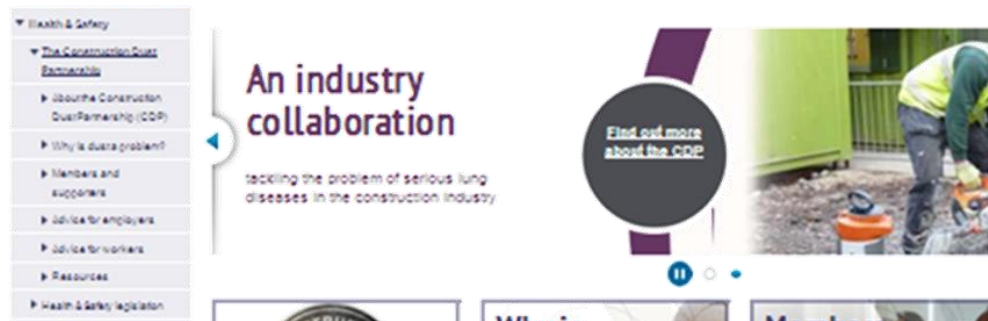 Health & Safety
The Construction Dust
Partnership
About the Construction
Dust Partnership (CDP)
Why is dust a problem?
Members and
supporters
Advice for employers
Advice for workers
Resources
Health & Safety legislation
An industry
collaboration
tackling the problem of serious lung
diseases in the construction industry
Find out more
about the CDP